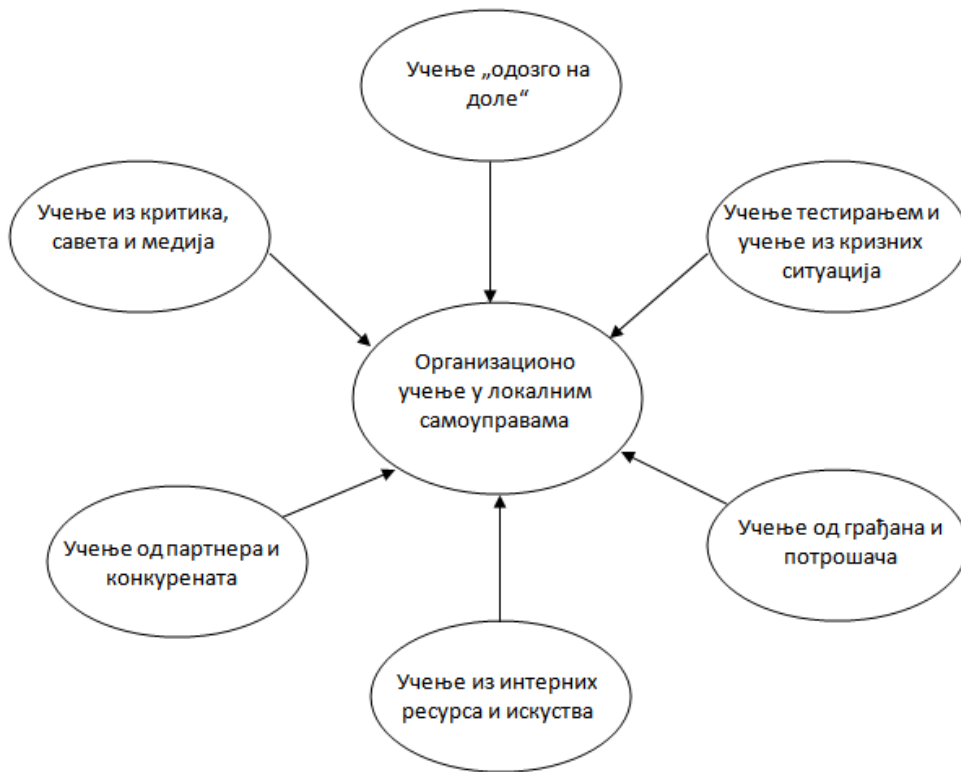 Учење „одозго на
доле“
Учење из критика,
савета и медија
Учење тестирањем и
учење из кризних
ситуација
Организационо
учење у локалним
самоуправама
Учење од партнера и
конкурената
Учење од грађана и
потрошача
Учење из интерних
ресурса и искуства